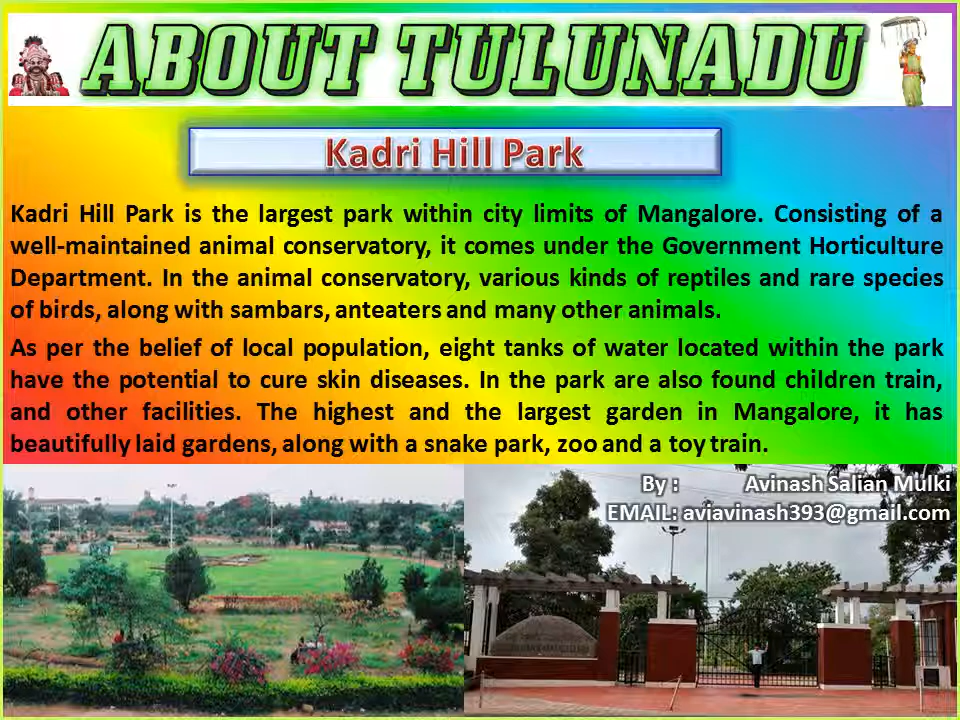 ABOUT TULUNADU
Kadri Hill Park
Kadri Hill Park is the largest park within city limits of Mangalore. Consisting of a
well-maintained animal conservatory, it comes under the Government Horticulture
Department. In the animal conservatory, various kinds of reptiles and rare species
of birds, along with sambars, anteaters and many other animals.
As per the belief of local population, eight tanks of water located within the park
have the potential to cure skin diseases. In the park are also found children train,
and other facilities. The highest and the largest garden in Mangalore, it has
beautifully laid gardens, along with a snake park, zoo and a toy train.
By : Avinash Salian Mulki
EMAIL: aviavinash393@gmail.com